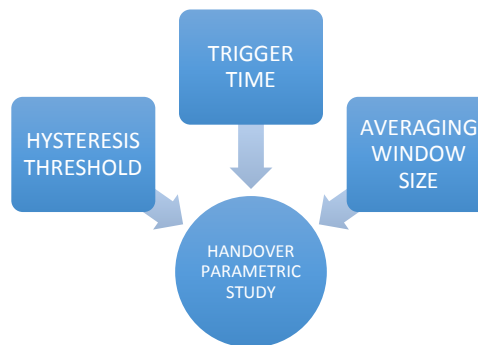 TRIGGER
TIME
HYSTERESIS
THRESHOLD
AVERAGING
WINDOW
SIZE
HANDOVER
PARAMETRIC
STUDY